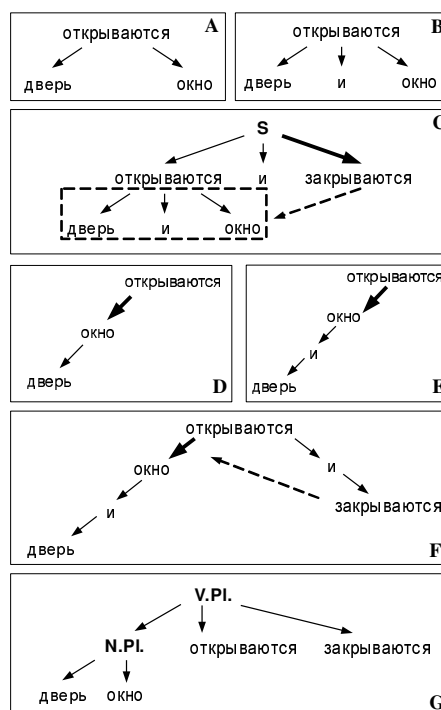 A
открываются
дверь окно
B
открываются
дверь и окно
C
S
открываются и закрываются
дверь и окно
открываются
окно
дверь
D
открываются
окно
и
дверь
E
открываются
окно и
и закрываются
дверь
F
V.Pl.
N.Pl. открываются закрываются
дверь окно
G